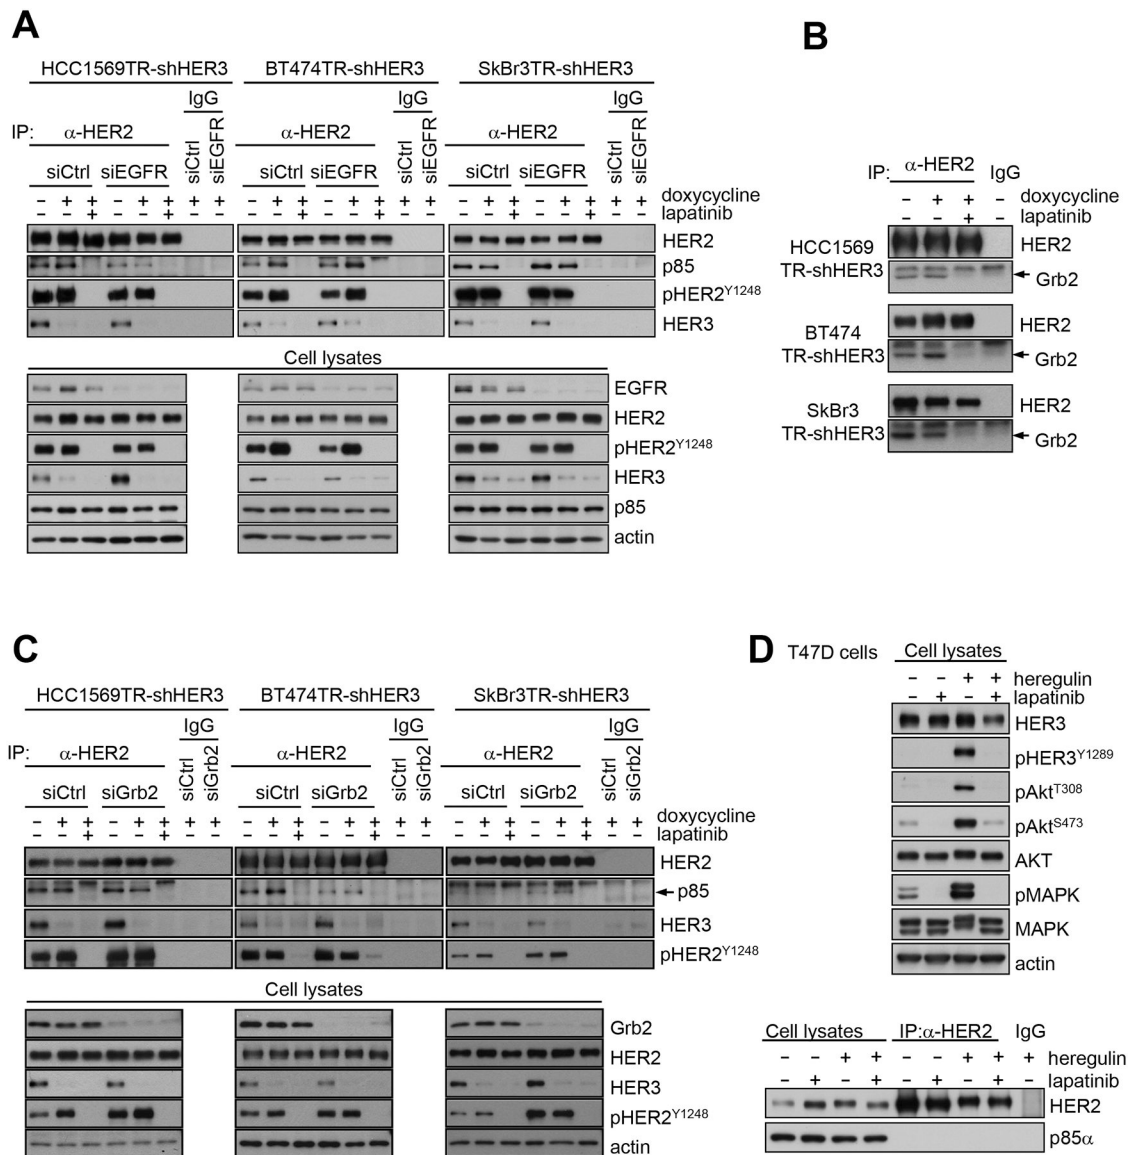 A
HCC1569TR-shHER3 BT474TR-shHER3 SkBr3TR-shHER3
IgG IgG IgG
IP: α-HER2 α-HER2 α-HER2
siCtrl siEGFR siCtrl siEGFR siCtrl siEGFR
siCtrl siEGFR siCtrl siEGFR siCtrl siEGFR
– + + – + + + + – + + – + + + + – + + – + + + + doxycycline
– – + – – + – – – – + – – + – – – – + – – + – – lapatinib
HER2
p85
pHER2Y1248
HER3
Cell lysates
EGFR
HER2
pHER2Y1248
HER3
p85
actin
B
IP: α-HER2 IgG
– + + – doxycycline
– – + – lapatinib
HCC1569
TR-shHER3
HER2
Grb2
BT474
TR-shHER3
HER2
Grb2
SkBr3
TR-shHER3
HER2
Grb2
C
HCC1569TR-shHER3 BT474TR-shHER3 SkBr3TR-shHER3
IgG IgG IgG
IP: α-HER2 α-HER2 α-HER2
siCtrl siGrb2 siCtrl siGrb2 siCtrl siGrb2
siCtrl siGrb2 siCtrl siGrb2 siCtrl siGrb2
– + + – + + + + – + + – + + + + – + + – + + + + doxycycline
– – + – – + – – – – + – – + – – – – + – – + – – lapatinib
HER2
p85
HER3
pHER2Y1248
Cell lysates
Grb2
HER2
HER3
pHER2Y1248
actin
D
T47D cells
Cell lysates
– – + + heregulin
– + – + lapatinib
HER3
pHER3Y1289
pAktT308
pAktS473
AKT
pMAPK
MAPK
actin
Cell lysates IP:α-HER2 IgG
– – + + – – + + + heregulin
– + – + – + – + – lapatinib
HER2
p85α